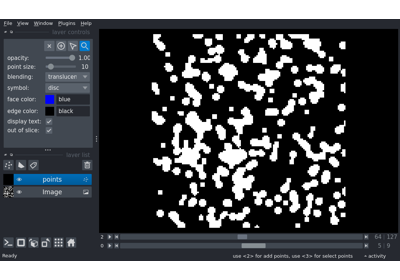 File View Window Plugins Help
layer controls
opacity: 1.00
point size: 10
blending: translucen
symbol: disc
face color: blue
edge color: black
display text:
out of slice:
layer list
points
Image
2 64 127
0 5 9
Ready use <2> for add points, use <3> for select points activity